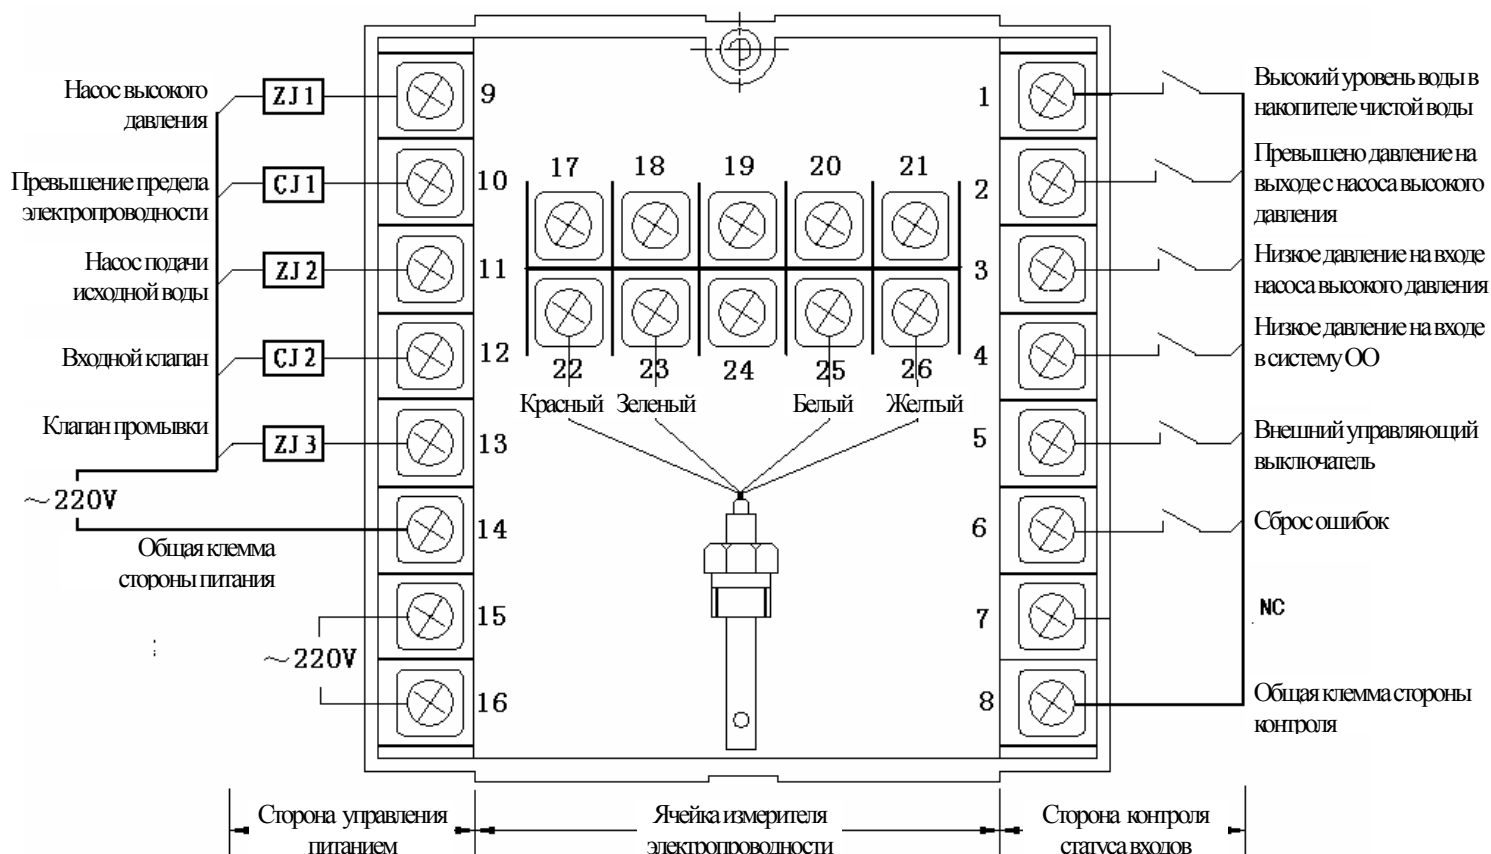 Насос высокого
давления
ZJ1
9
Превышение предела
электропроводности
CJ1
10
Насос подачи
исходной воды
ZJ2
11
Входной клапан
CJ2
12
Клапан промывки
ZJ3
13
~220V
14
Общая клемма
стороны питания
15
~220V
16
17 18 19 20 21
22 23 24 25 26
Красный Зеленый Белый Желтый
1
Высокий уровень воды в
накопителе чистой воды
2
Превышено давление на
выходе с насоса высокого
давления
3
Низкое давление на входе
насоса высокого давления
4
Низкое давление на входе
в систему ОО
5
Внешний управляющий
выключатель
6
Сброс ошибок
7
NC
8
Общая клемма стороны
контроля
Сторона управления
питанием
Ячейка измерителя
электропроводности
Сторона контроля
статуса входов